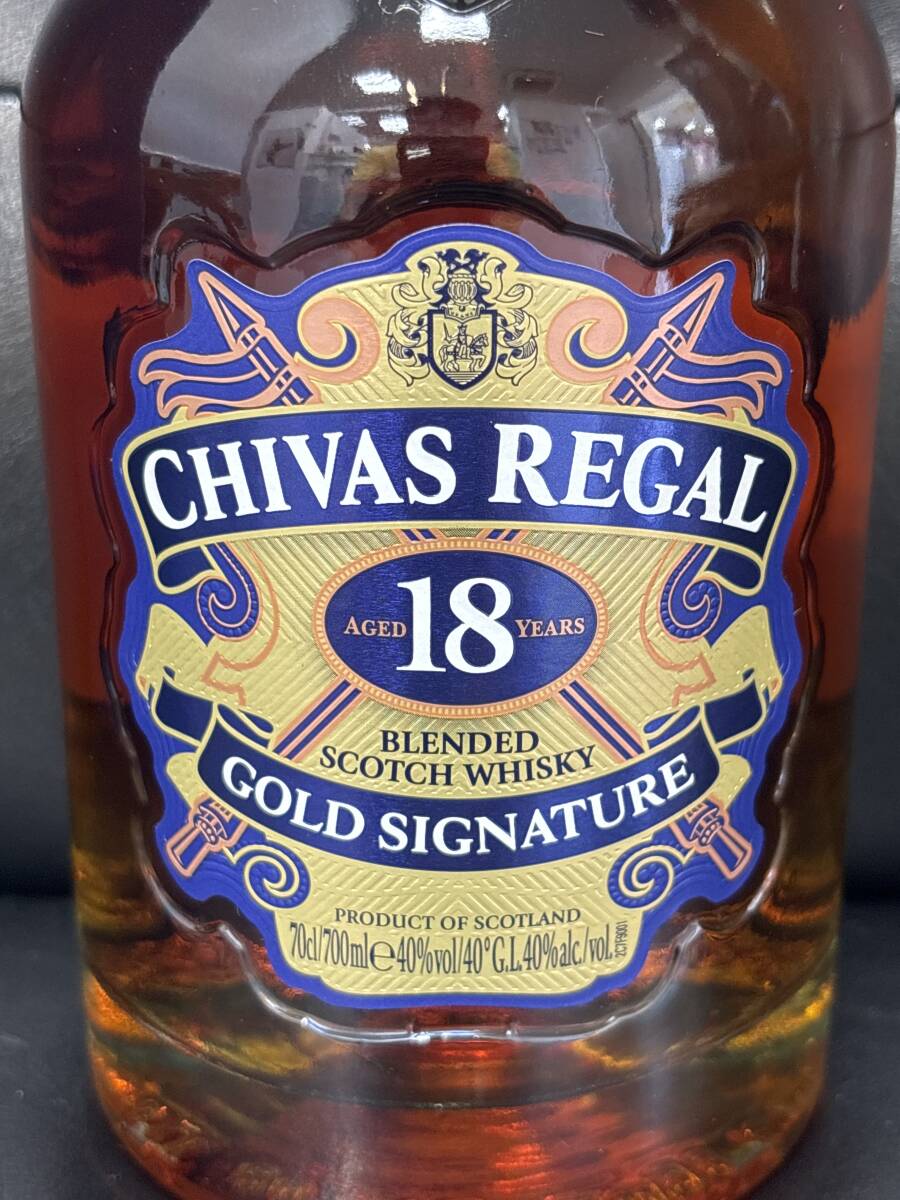 CHIVAS REGAL
AGED 18 YEARS
BLENDED
SCOTCH WHISKY
GOLD SIGNATURE
PRODUCT OF SCOTLAND
70cl/700ml℮40%vol/40°G.L.40%alc./vol.